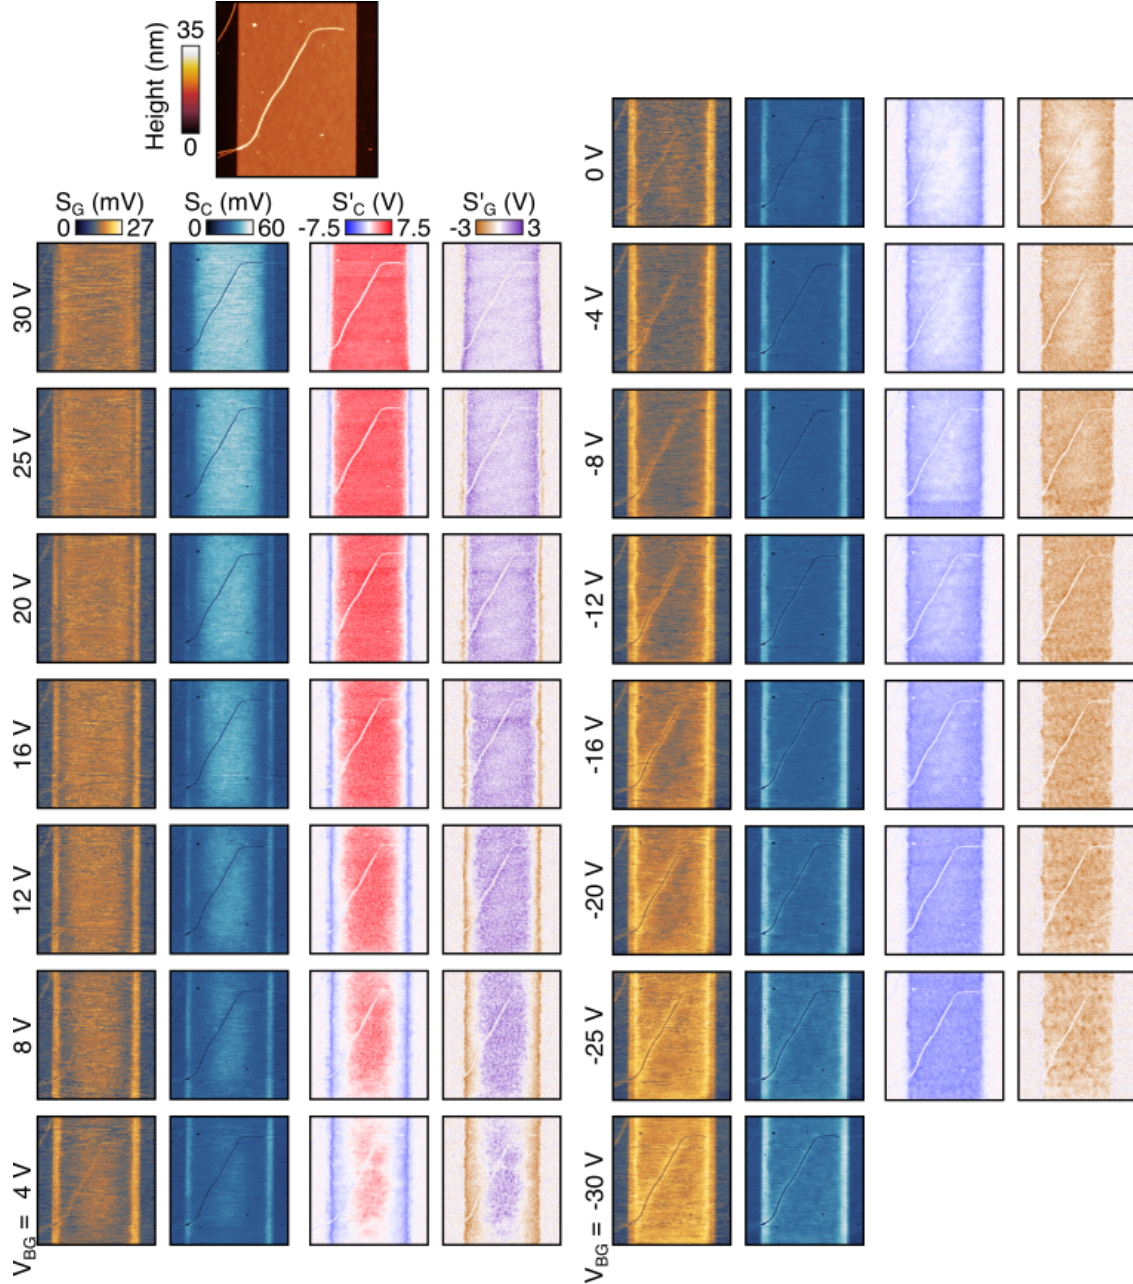 Height (nm)
35
0
S_G (mV)
0 27
S_C (mV)
0 60
S'_C (V)
-7.5 7.5
S'_G (V)
-3 3
30 V
25 V
20 V
16 V
12 V
8 V
V_BG = 4 V
0 V
-4 V
-8 V
-12 V
-16 V
-20 V
-25 V
V_BG = -30 V